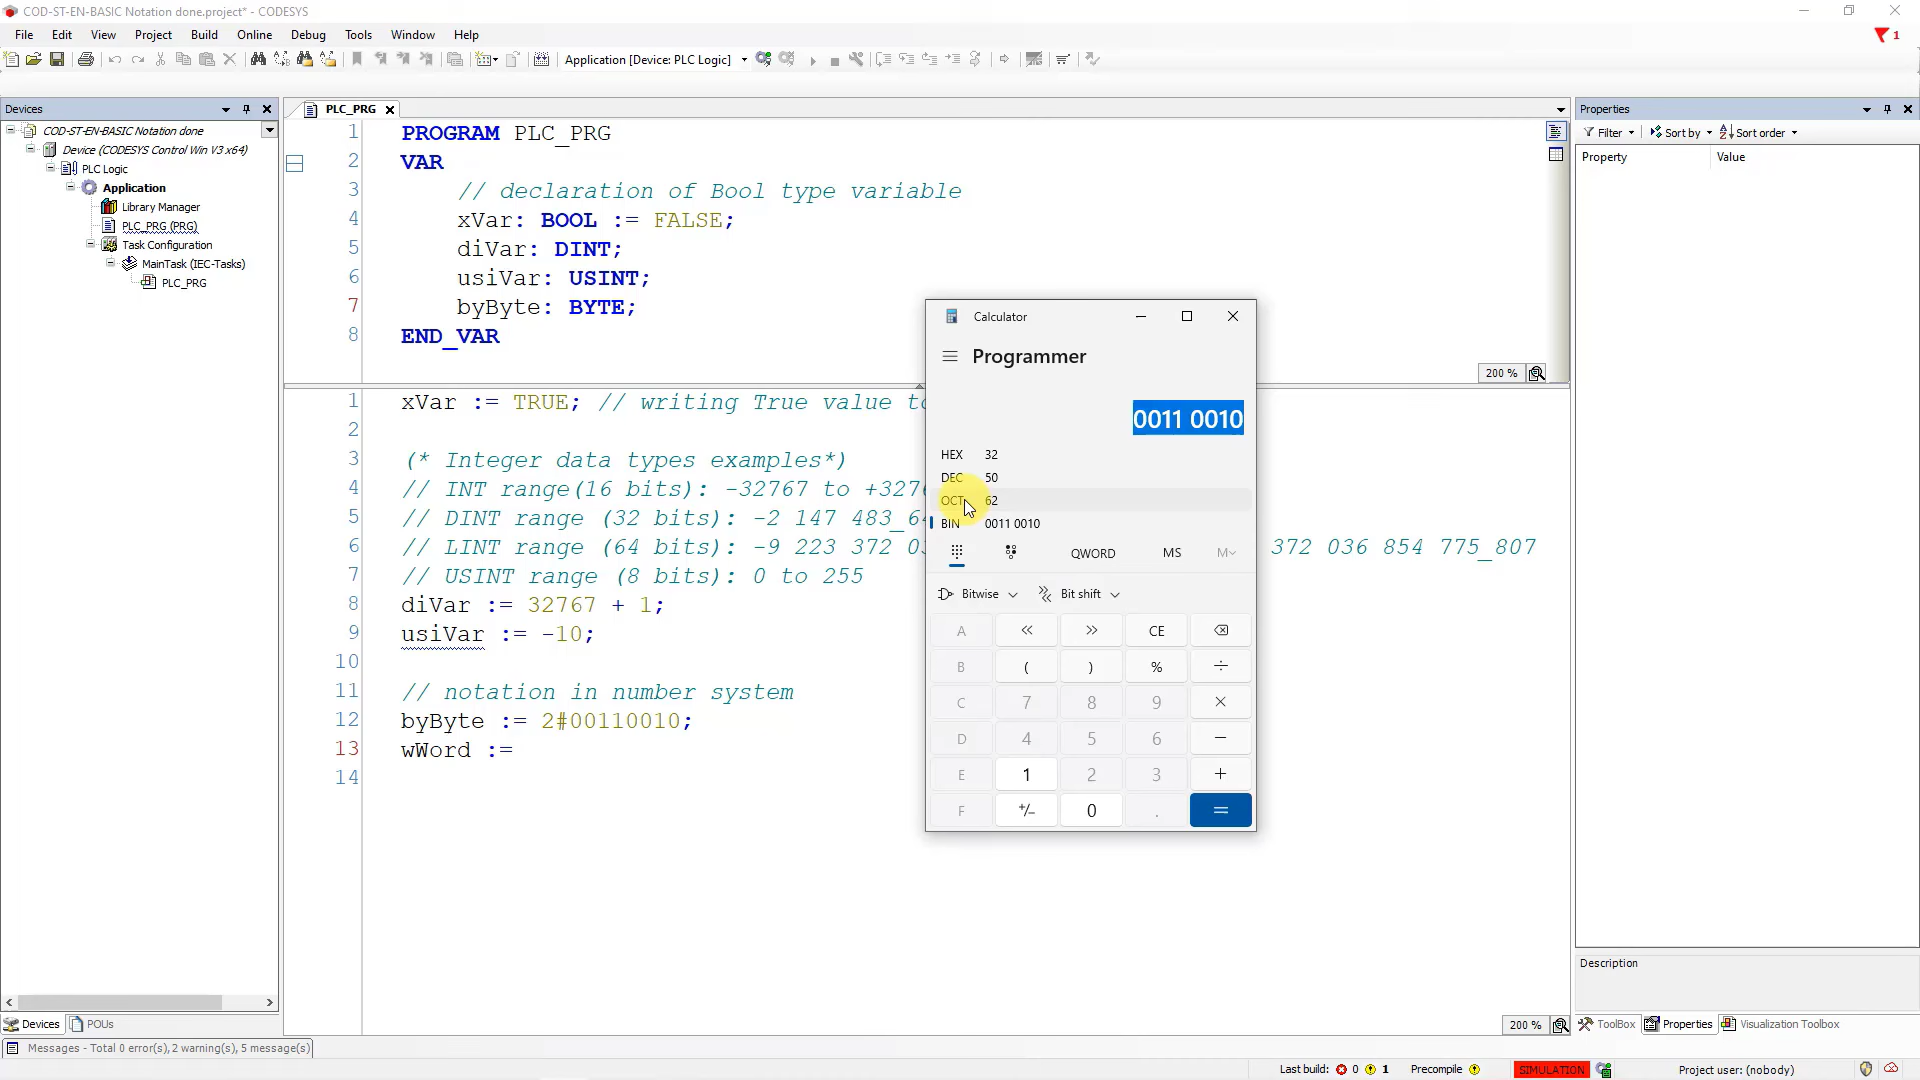 COD-ST-EN-BASIC Notation done.project* - CODESYS
File Edit View Project Build Online Debug Tools Window Help
1
Application [Device: PLC Logic]
Devices
COD-ST-EN-BASIC Notation done
Device (CODESYS Control Win V3 x64)
PLC Logic
Application
Library Manager
PLC_PRG (PRG)
Task Configuration
MainTask (IEC-Tasks)
PLC_PRG
Devices POUs
PLC_PRG
1 PROGRAM PLC_PRG
2 VAR
3 // declaration of Bool type variable
4 xVar: BOOL := FALSE;
5 diVar: DINT;
6 usiVar: USINT;
7 byByte: BYTE;
8 END_VAR
200 %
1 xVar := TRUE; // writing True value to
2
3 (* Integer data types examples*)
4 // INT range(16 bits): -32767 to +3276
5 // DINT range (32 bits): -2 147 483_64
6 // LINT range (64 bits): -9 223 372 03 372 036 854 775_807
7 // USINT range (8 bits): 0 to 255
8 diVar := 32767 + 1;
9 usiVar := -10;
10
11 // notation in number system
12 byByte := 2#00110010;
13 wWord :=
14
200 %
Calculator
Programmer
0011 0010
HEX 32
DEC 50
OCT 62
BIN 0011 0010
QWORD MS M
Bitwise Bit shift
A << >> CE
B ( ) % ÷
C 7 8 9 ×
D 4 5 6 −
E 1 2 3 +
F +/− 0 . =
Properties
Filter Sort by Sort order
Property Value
Description
ToolBox Properties Visualization Toolbox
Messages - Total 0 error(s), 2 warning(s), 5 message(s)
Last build: 0 1 Precompile SIMULATION Project user: (nobody)